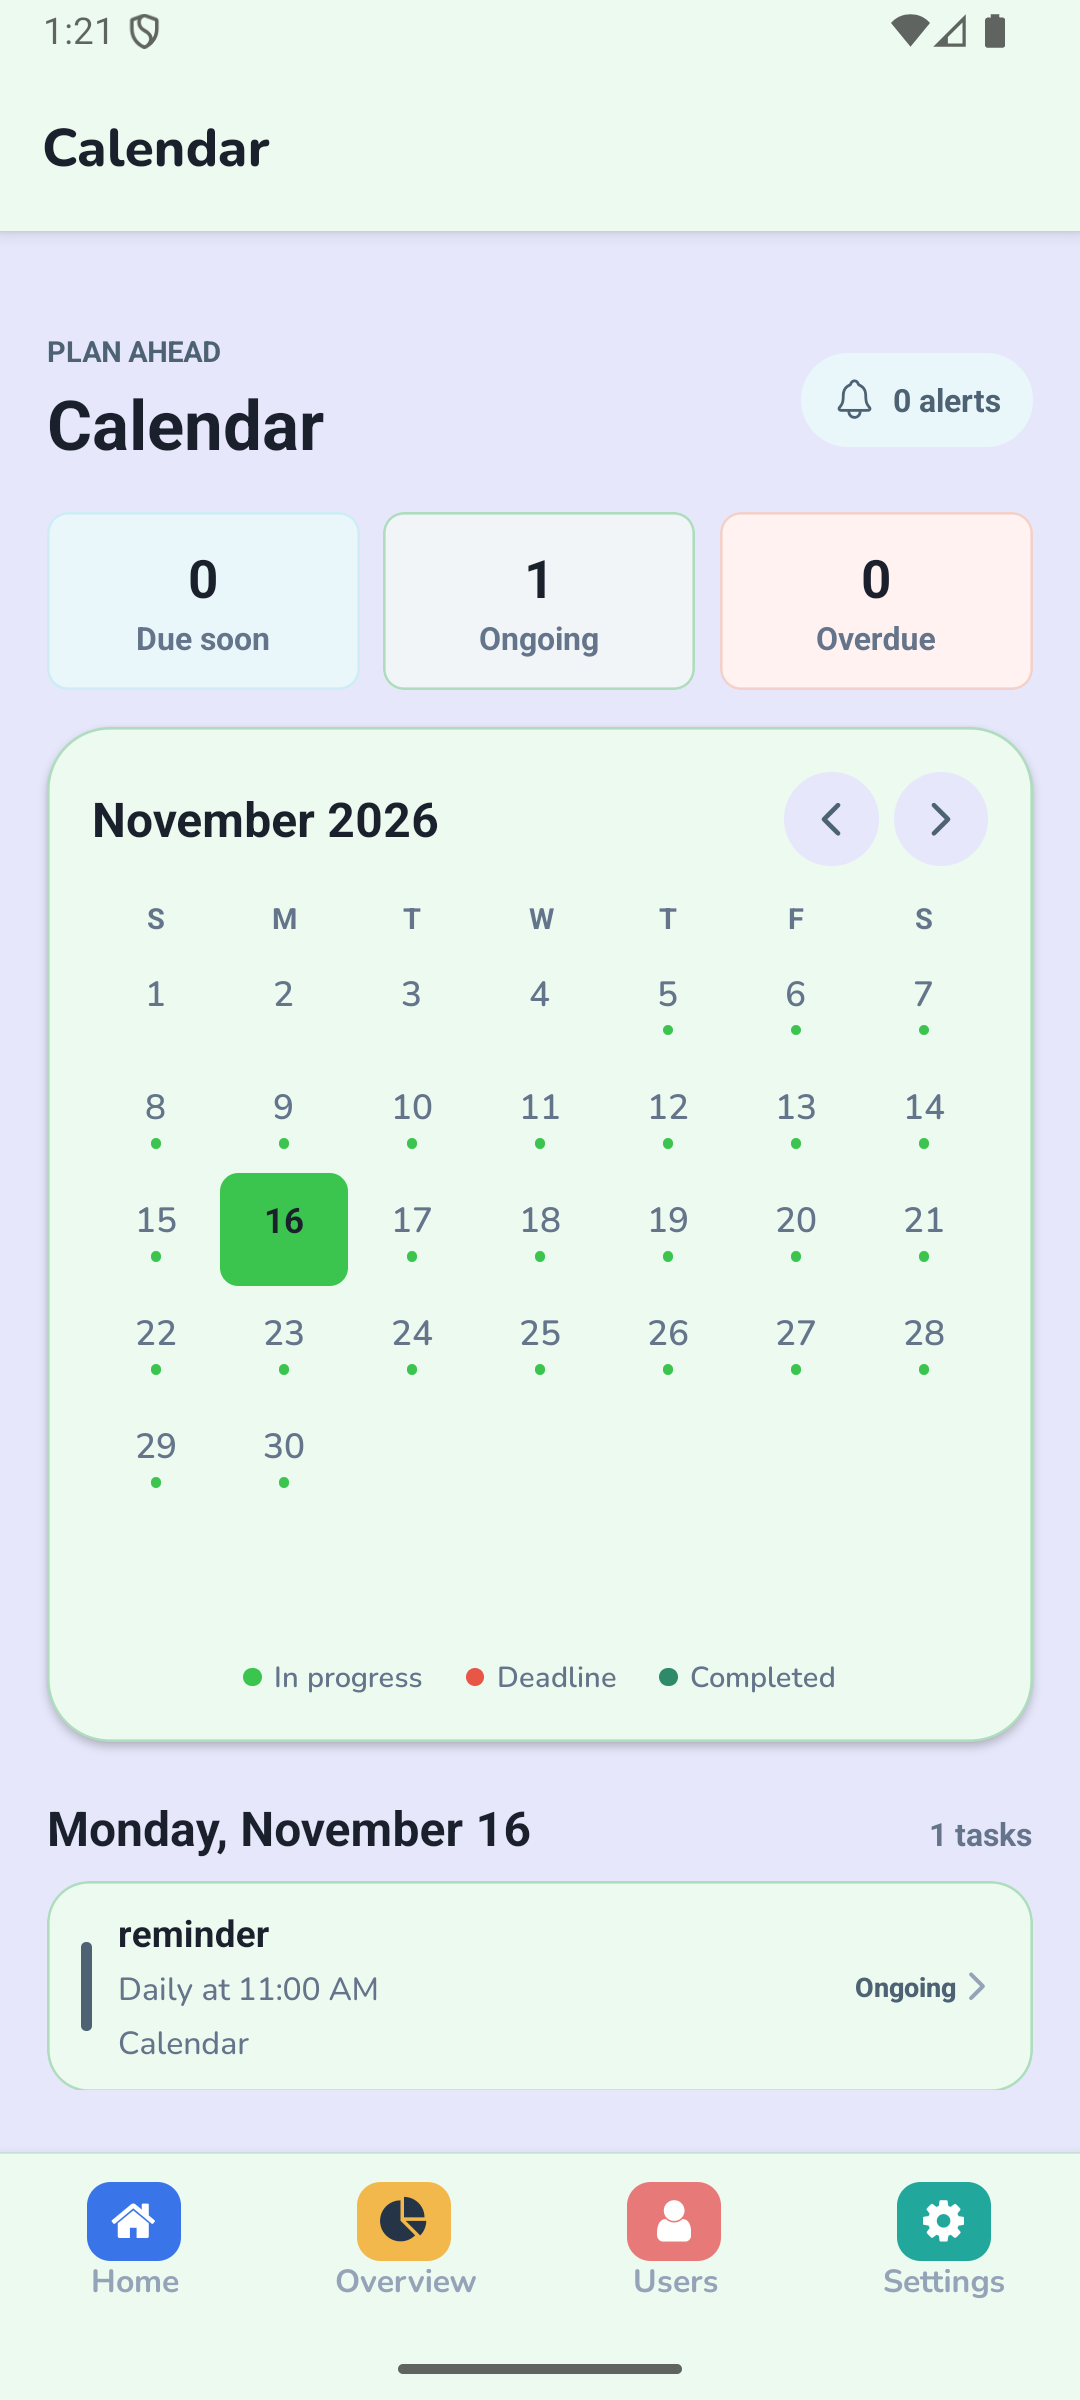 1:21
Calendar
PLAN AHEAD
Calendar
0 alerts
0
Due soon
1
Ongoing
0
Overdue
November 2026
S M T W T F S
1 2 3 4 5 6 7
8 9 10 11 12 13 14
15 16 17 18 19 20 21
22 23 24 25 26 27 28
29 30
In progress Deadline Completed
Monday, November 16
1 tasks
reminder
Daily at 11:00 AM
Calendar
Ongoing
Home Overview Users Settings